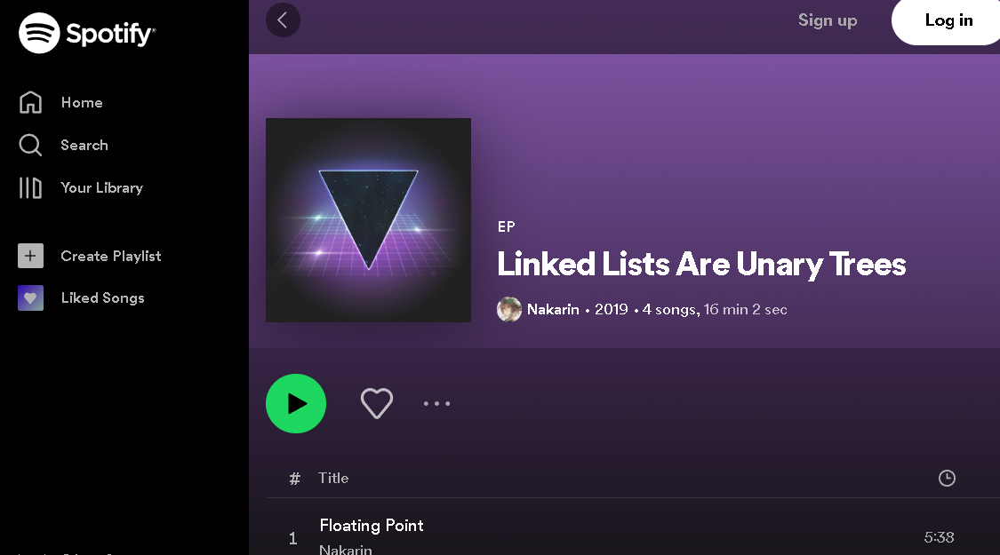 Spotify®
Home
Search
Your Library
Create Playlist
Liked Songs
Sign up
Log in
EP
Linked Lists Are Unary Trees
Nakarin • 2019 • 4 songs, 16 min 2 sec
# Title
1 Floating Point 5:38
Nakarin